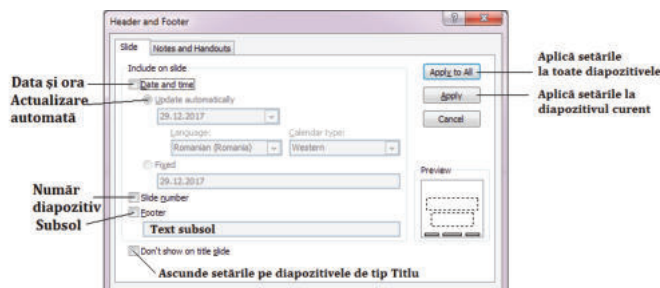 Header and Footer
Slide
Notes and Handouts
Include on slide
Date and time
Update automatically
29.12.2017
Language:
Calendar type:
Romanian (Romania)
Western
Fixed
29.12.2017
Slide number
Footer
Text subsol
Don't show on title slide
Ascunde setările pe diapozitivele de tip Titlu
Apply to All
Apply
Cancel
Preview
Data și ora
Actualizare
automată
Număr
diapozitiv
Subsol
Aplică setările
la toate diapozitivele
Aplică setările la
diapozitivul curent